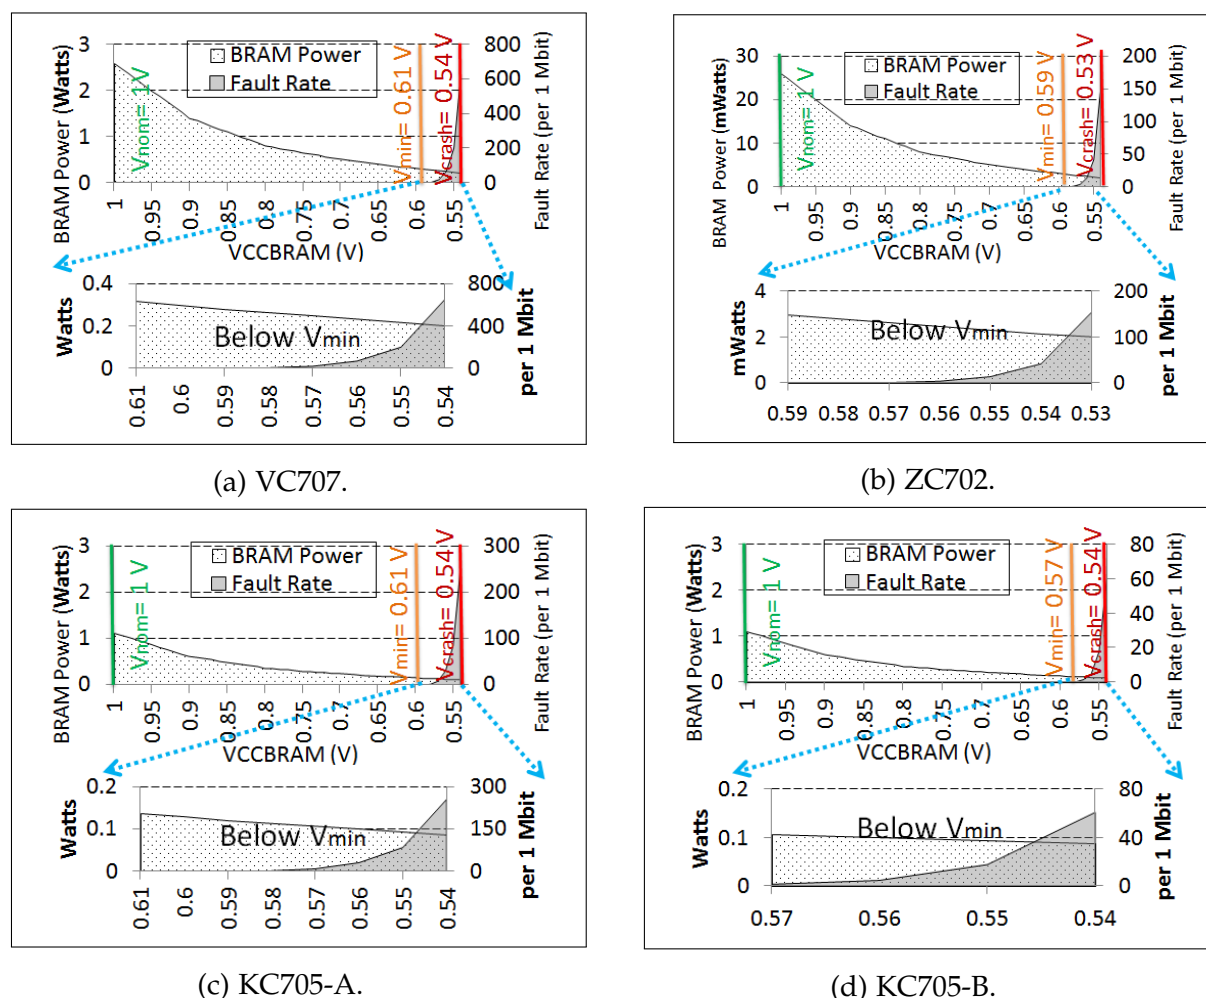 3
2
1
0
BRAM Power (Watts)
BRAM Power
Fault Rate
Vnom= 1 V
Vmin= 0.61 V
Vcrash= 0.54 V
800
600
400
200
0
Fault Rate (per 1 Mbit)
1
0.95
0.9
0.85
0.8
0.75
0.7
0.65
0.6
0.55
VCCBRAM (V)
0.4
0.2
0
Watts
Below Vmin
800
400
0
per 1 Mbit
0.61
0.6
0.59
0.58
0.57
0.56
0.55
0.54
(a) VC707.
30
20
10
0
BRAM Power (mWatts)
BRAM Power
Fault Rate
Vnom= 1 V
Vmin= 0.59 V
Vcrash= 0.53 V
200
150
100
50
0
Fault Rate (per 1 Mbit)
1
0.95
0.9
0.85
0.8
0.75
0.7
0.65
0.6
0.55
VCCBRAM (V)
4
2
0
mWatts
Below Vmin
200
100
0
per 1 Mbit
0.59 0.58 0.57 0.56 0.55 0.54 0.53
(b) ZC702.
3
2
1
0
BRAM Power (Watts)
BRAM Power
Fault Rate
Vnom= 1 V
Vmin= 0.61 V
Vcrash= 0.54 V
300
200
100
0
Fault Rate (per 1 Mbit)
1
0.95
0.9
0.85
0.8
0.75
0.7
0.65
0.6
0.55
VCCBRAM (V)
0.2
0.1
0
Watts
Below Vmin
300
150
0
per 1 Mbit
0.61
0.6
0.59
0.58
0.57
0.56
0.55
0.54
(c) KC705-A.
3
2
1
0
BRAM Power (Watts)
BRAM Power
Fault Rate
Vnom= 1 V
Vmin= 0.57 V
Vcrash= 0.54 V
80
60
40
20
0
Fault Rate (per 1 Mbit)
1
0.95
0.9
0.85
0.8
0.75
0.7
0.65
0.6
0.55
VCCBRAM (V)
0.2
0.1
0
Watts
Below Vmin
80
40
0
per 1 Mbit
0.57 0.56 0.55 0.54
(d) KC705-B.